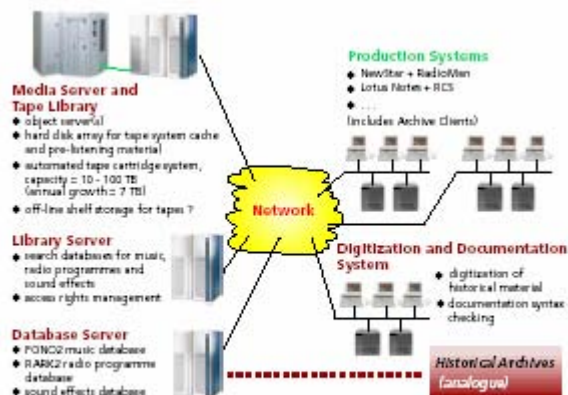 Media Server and
Tape Library
◆ object server(s)
◆ hard disk array for tape system cache
and pre-listening material
◆ automated tape cartridge system,
capacity = 10 - 100 TB
(annual growth = 7 TB)
◆ off-line shelf storage for tapes ?
Library Server
◆ search databases for music,
radio programmes and
sound effects
◆ access rights management
Database Server
◆ FONO2 music database
◆ RARK2 radio programme
database
◆ sound effects database
Network
Production Systems
◆ NewStar + RadioMan
◆ Lotus Notes + RCS
◆ . . . .
(includes Archive Clients)
Digitization and Documentation
System
◆ digitization of
historical material
◆ documentation syntax
checking
Historical Archives
(analogue)